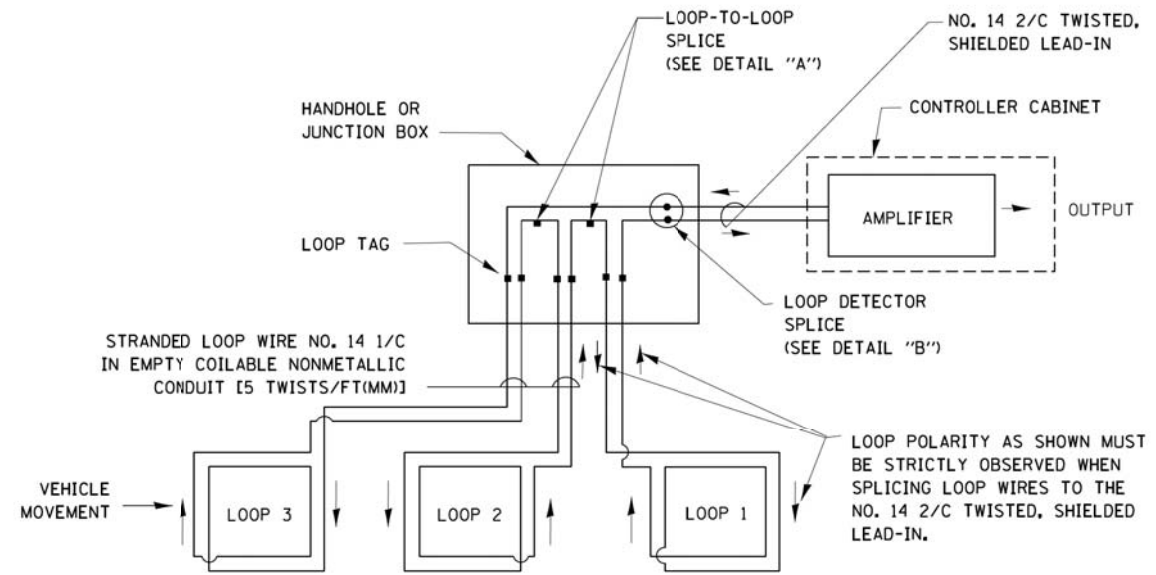 LOOP-TO-LOOP
SPLICE
(SEE DETAIL "A")
NO. 14 2/C TWISTED,
SHIELDED LEAD-IN
HANDHOLE OR
JUNCTION BOX
CONTROLLER CABINET
AMPLIFIER
OUTPUT
LOOP TAG
LOOP DETECTOR
SPLICE
(SEE DETAIL "B")
STRANDED LOOP WIRE NO. 14 1/C
IN EMPTY COILABLE NONMETALLIC
CONDUIT [5 TWISTS/FT(MM)]
LOOP POLARITY AS SHOWN MUST
BE STRICTLY OBSERVED WHEN
SPLICING LOOP WIRES TO THE
NO. 14 2/C TWISTED, SHIELDED
LEAD-IN.
VEHICLE
MOVEMENT
LOOP 3
LOOP 2
LOOP 1